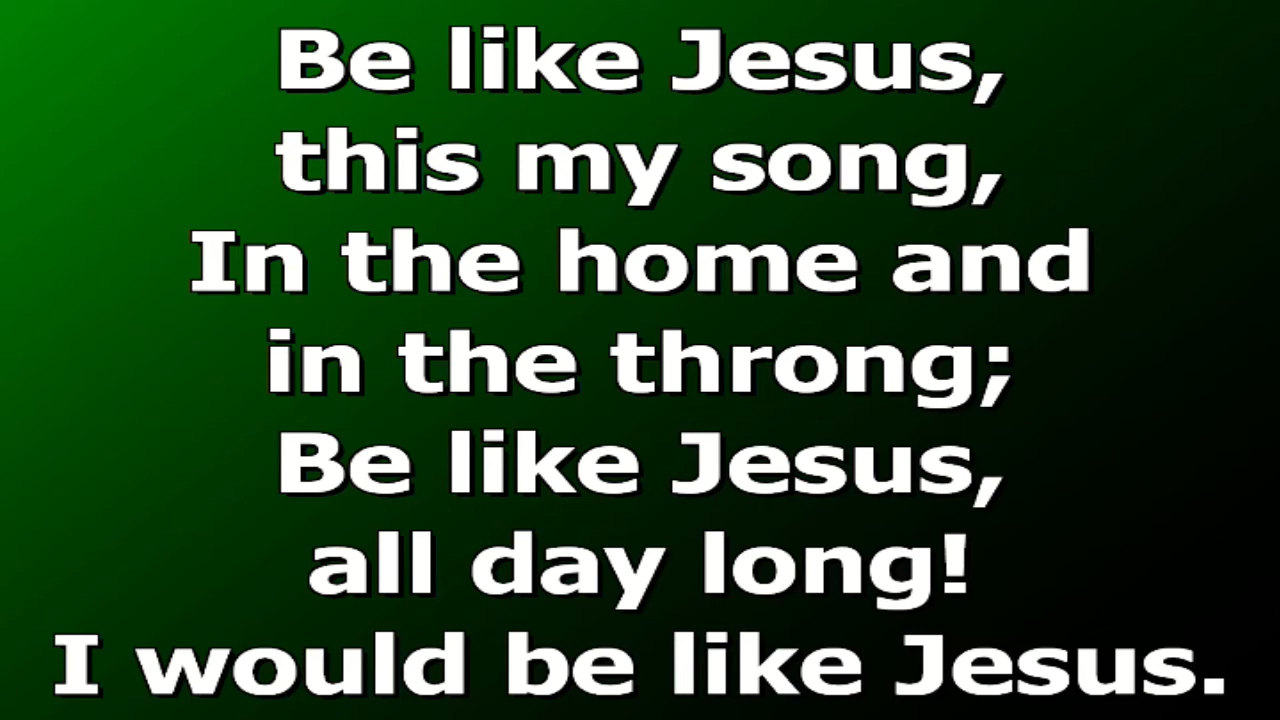 Be like Jesus,
this my song,
In the home and
in the throng;
Be like Jesus,
all day long!
I would be like Jesus.